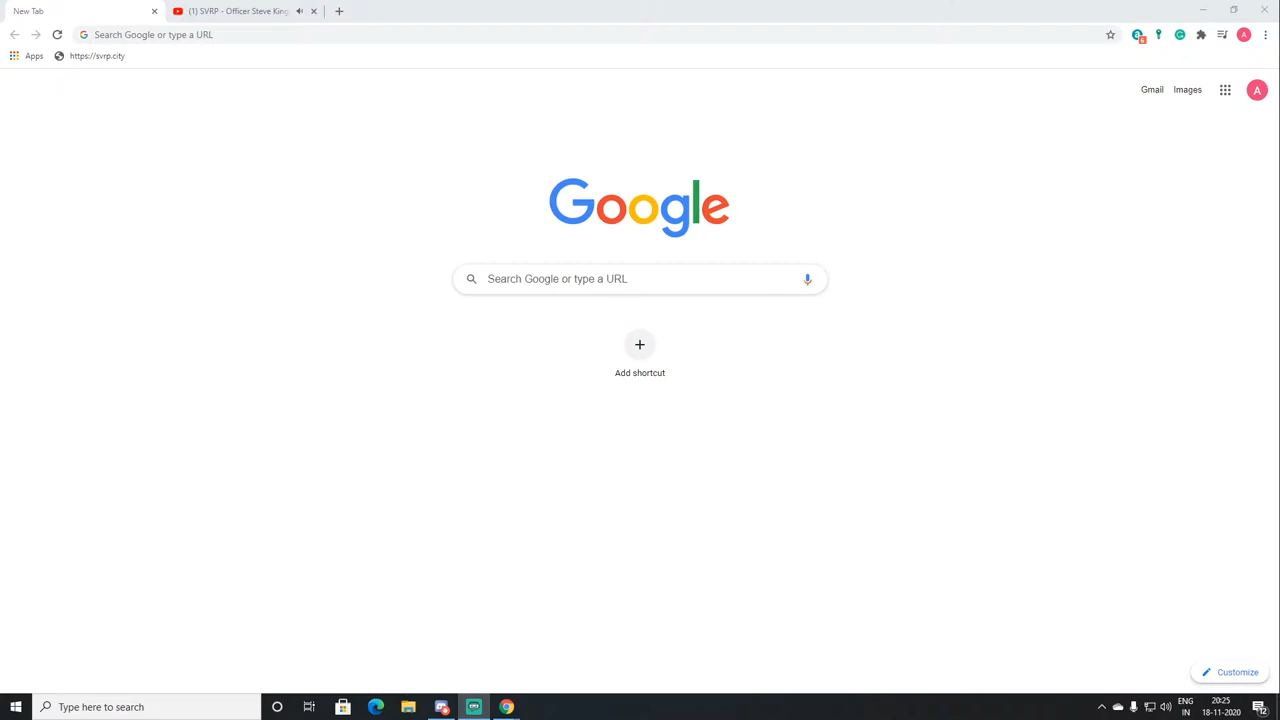 New Tab
(1) SVRP - Officer Steve King
Search Google or type a URL
6
A
Apps
https://svrp.city
Gmail
Images
A
Google
Search Google or type a URL
Add shortcut
Customize
Type here to search
ENG
IN
20:25
18-11-2020
12